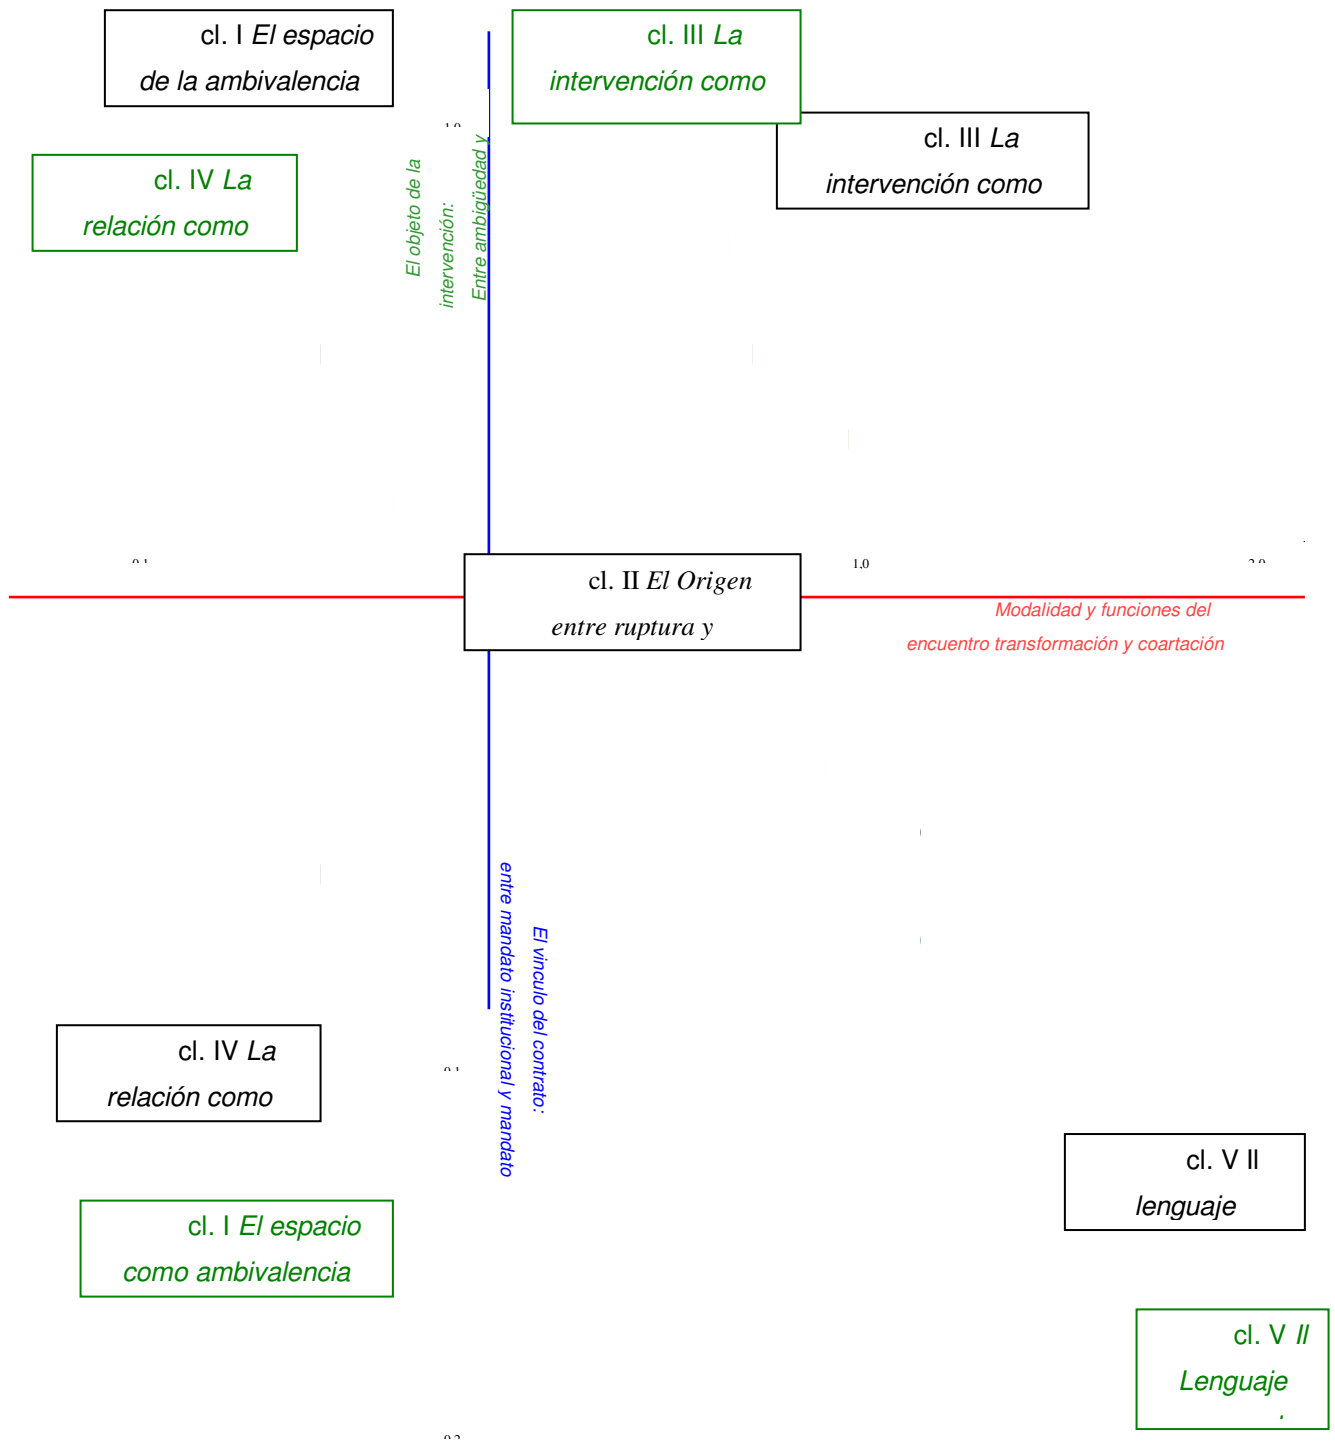 cl. I El espacio
de la ambivalencia
cl. III La
intervención como
cl. III La
intervención como
cl. IV La
relación como
El objeto de la
intervención:
Entre ambigüedad y
1,0
cl. II El Origen
entre ruptura y
Modalidad y funciones del
encuentro transformación y coartación
El vinculo del contrato:
entre mandato institucional y mandato
cl. IV La
relación como
cl. V Il
lenguaje
cl. I El espacio
como ambivalencia
cl. V Il
Lenguaje